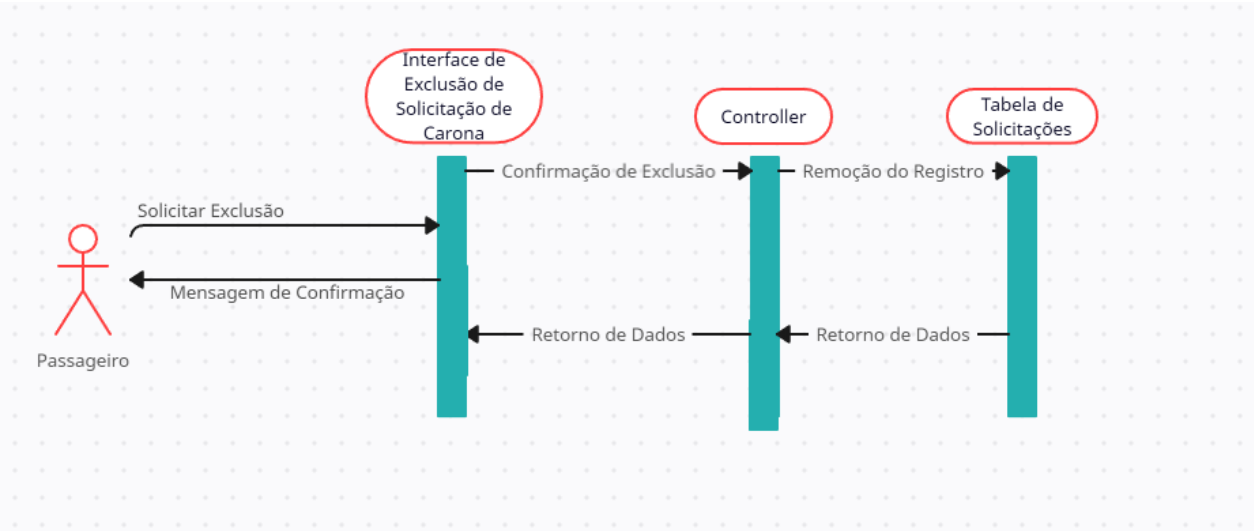 Interface de
Exclusão de
Solicitação de
Carona
Controller
Tabela de
Solicitações
Confirmação de Exclusão
Remoção do Registro
Solicitar Exclusão
Mensagem de Confirmação
Retorno de Dados
Retorno de Dados
Passageiro